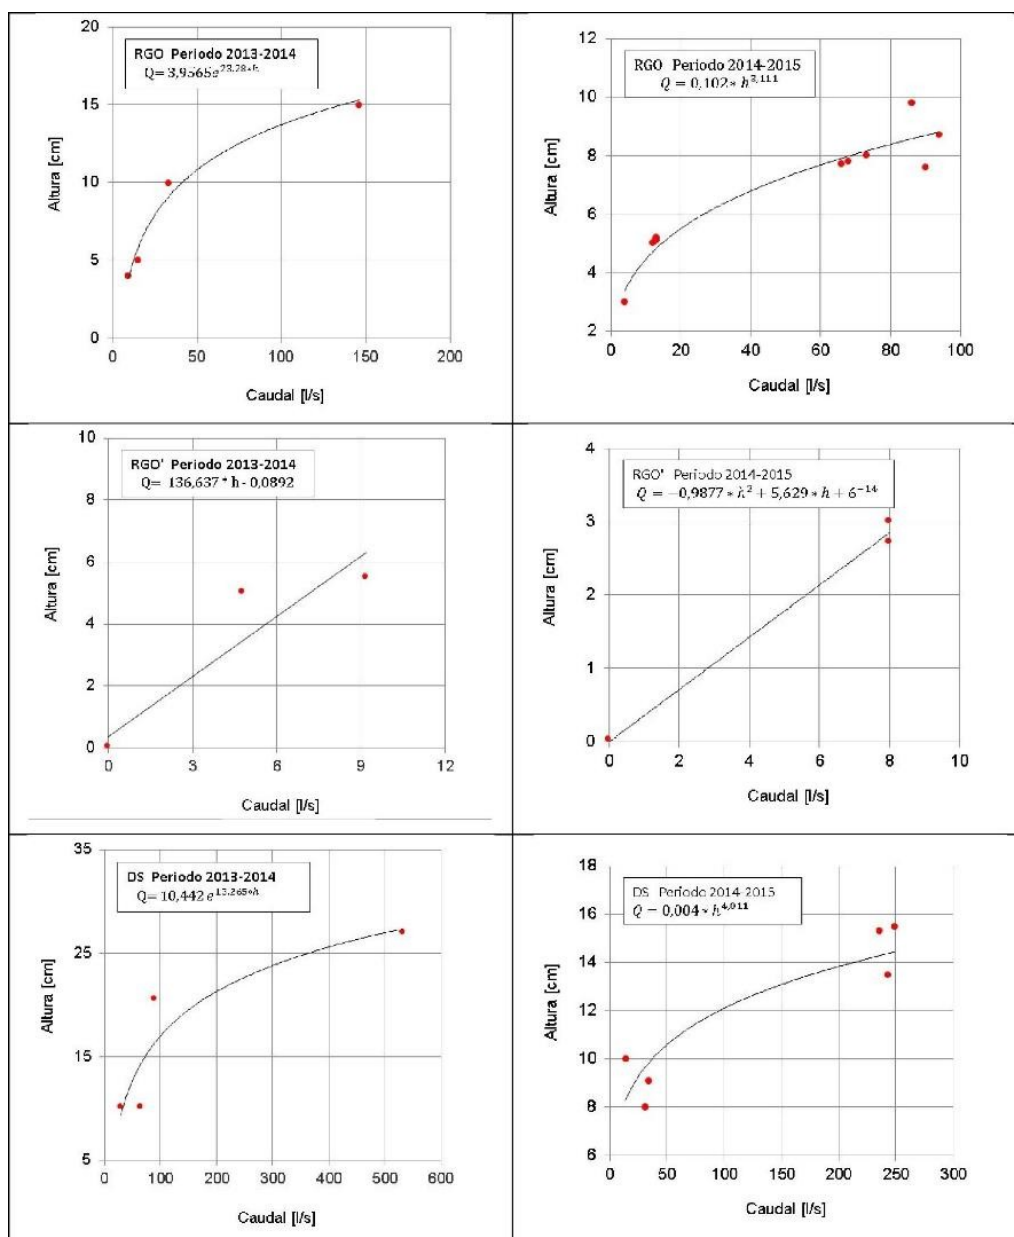 RGO Periodo 2013-2014
Q= 3,9565e^{23.28*h}
20
15
10
5
0
0 50 100 150 200
Altura [cm]
Caudal [l/s]
RGO Periodo 2014-2015
Q = 0,102 * h^{3,111}
12
10
8
6
4
2
0 20 40 60 80 100
Altura [cm]
Caudal [l/s]
RGO' Periodo 2013-2014
Q= 136,637 * h - 0,0892
10
8
6
4
2
0
0 3 6 9 12
Altura [cm]
Caudal [l/s]
RGO' Periodo 2014-2015
Q = −0,9877 * h^2 + 5,629 * h + 6^{−14}
4
3
2
1
0
0 2 4 6 8 10
Altura [cm]
Caudal [l/s]
DS Periodo 2013-2014
Q= 10,442 e^{13.265*h}
35
25
15
5
0 100 200 300 400 500 600
Altura [cm]
Caudal [l/s]
DS Periodo 2014-2015
Q = 0,004 * h^{4,011}
18
16
14
12
10
8
6
0 50 100 150 200 250 300
Altura [cm]
Caudal [l/s]